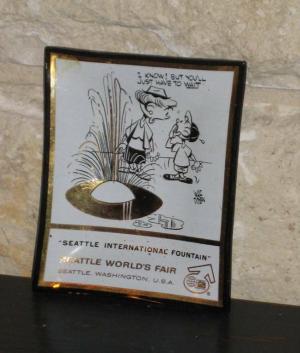 I KNOW! BUT YOU'LL
JUST HAVE TO WAIT
"SEATTLE INTERNATIONAL FOUNTAIN"
SEATTLE WORLD'S FAIR
SEATTLE, WASHINGTON, U.S.A.